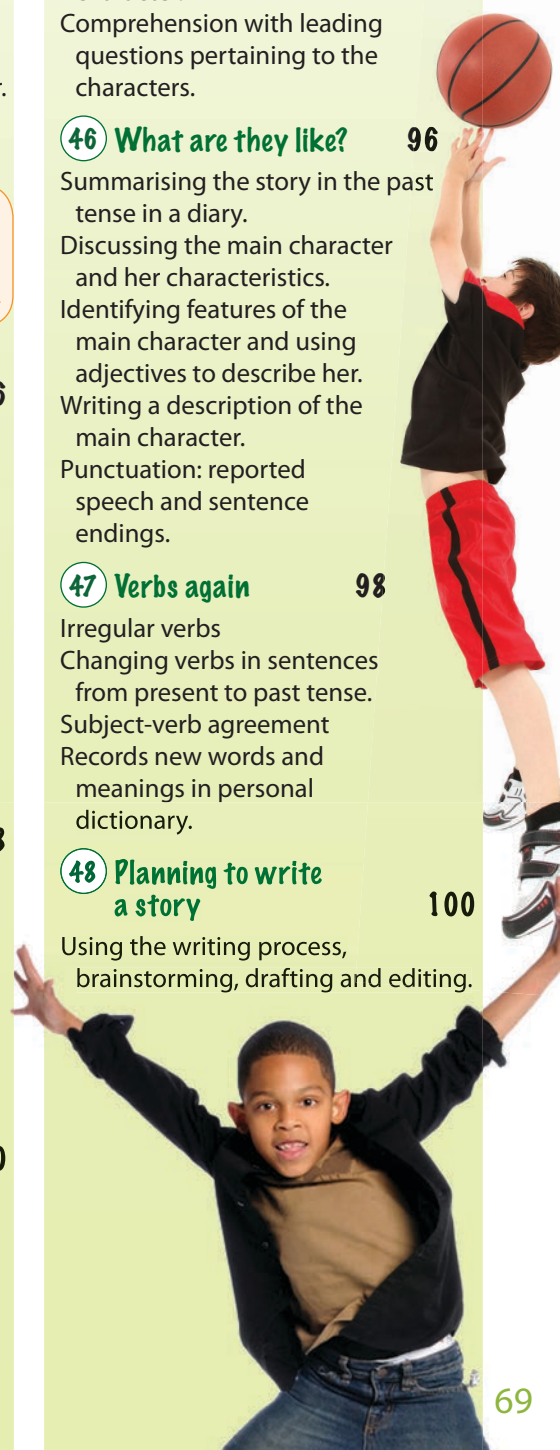 Comprehension with leading
questions pertaining to the
characters.
46 What are they like? 96
Summarising the story in the past
tense in a diary.
Discussing the main character
and her characteristics.
Identifying features of the
main character and using
adjectives to describe her.
Writing a description of the
main character.
Punctuation: reported
speech and sentence
endings.
47 Verbs again 98
Irregular verbs
Changing verbs in sentences
from present to past tense.
Subject-verb agreement
Records new words and
meanings in personal
dictionary.
48 Planning to write
a story 100
Using the writing process,
brainstorming, drafting and editing.
69